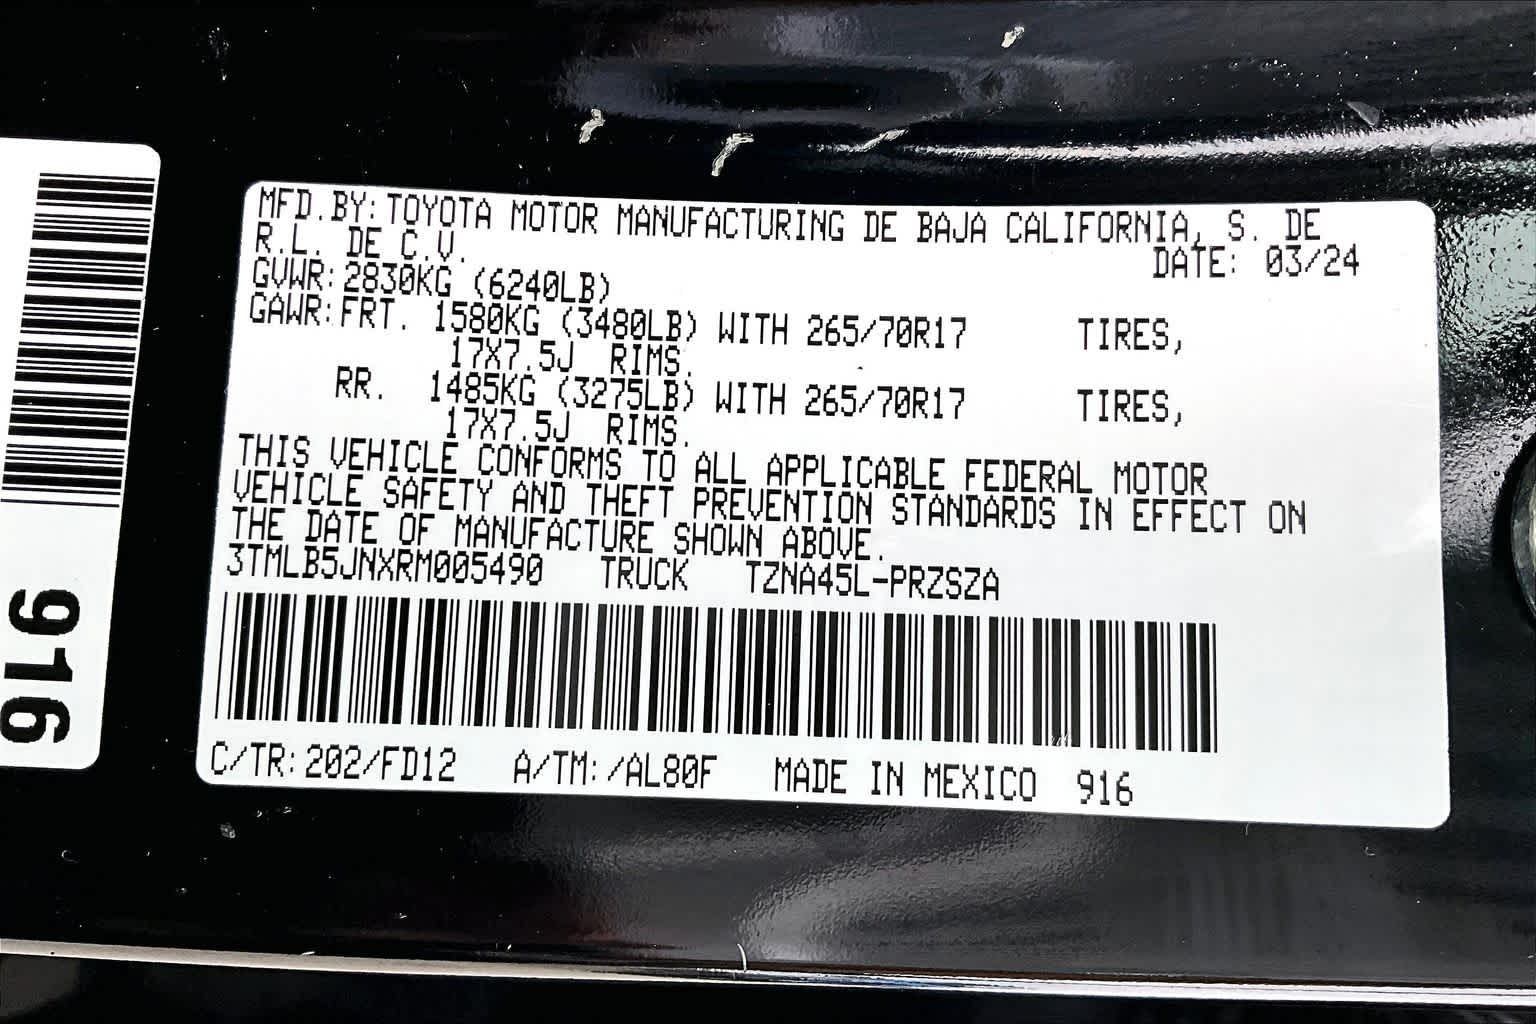 MFD.BY:TOYOTA MOTOR MANUFACTURING DE BAJA CALIFORNIA, S. DE
R.L. DE C.V. DATE: 03/24
GVWR:2830KG (6240LB)
GAWR:FRT. 1580KG (3480LB) WITH 265/70R17 TIRES,
17X7.5J RIMS.
RR. 1485KG (3275LB) WITH 265/70R17 TIRES,
17X7.5J RIMS.
THIS VEHICLE CONFORMS TO ALL APPLICABLE FEDERAL MOTOR
VEHICLE SAFETY AND THEFT PREVENTION STANDARDS IN EFFECT ON
THE DATE OF MANUFACTURE SHOWN ABOVE.
3TMLB5JNXRM005490 TRUCK TZNA45L-PRZSZA
C/TR:202/FD12 A/TM:/AL80F MADE IN MEXICO 916
916